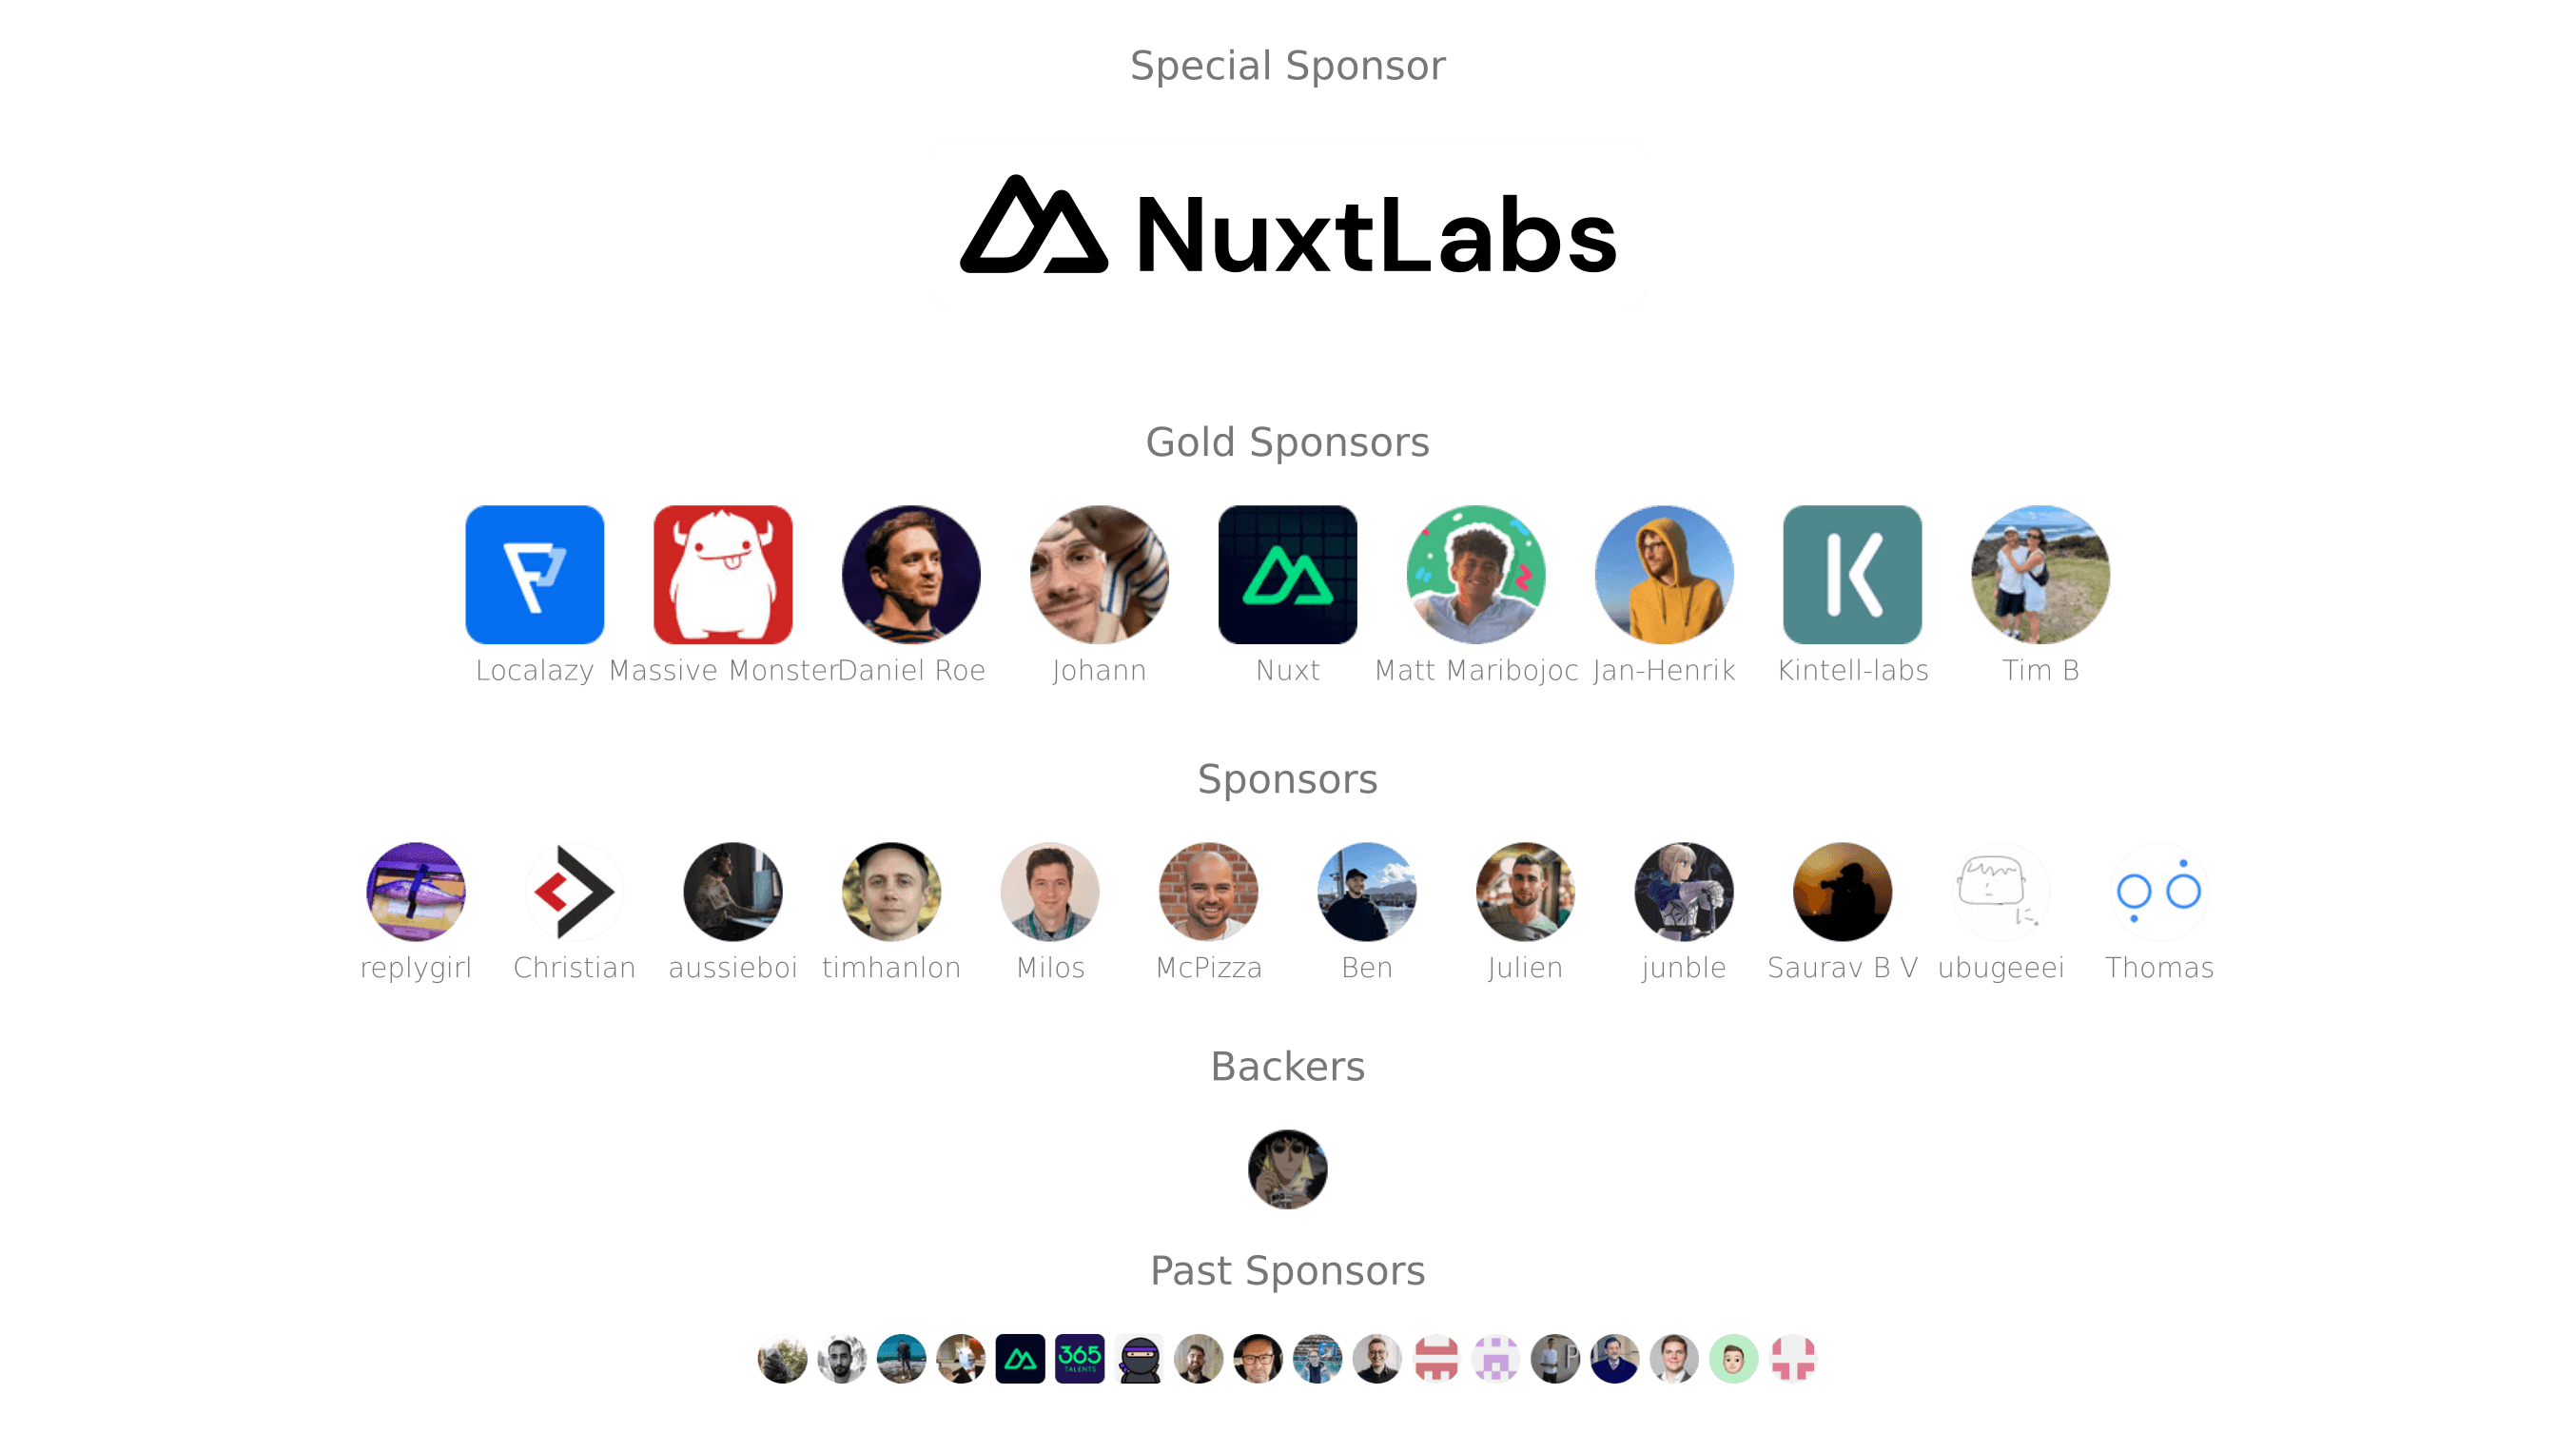 Special Sponsor
NuxtLabs
Gold Sponsors
Localazy Massive Monster Daniel Roe Johann Nuxt Matt Maribojoc Jan-Henrik Kintell-labs Tim B
Sponsors
replygirl Christian aussieboi timhanlon Milos McPizza Ben Julien junble Saurav B V ubugeeei Thomas
Backers
Past Sponsors
365
TALENTS